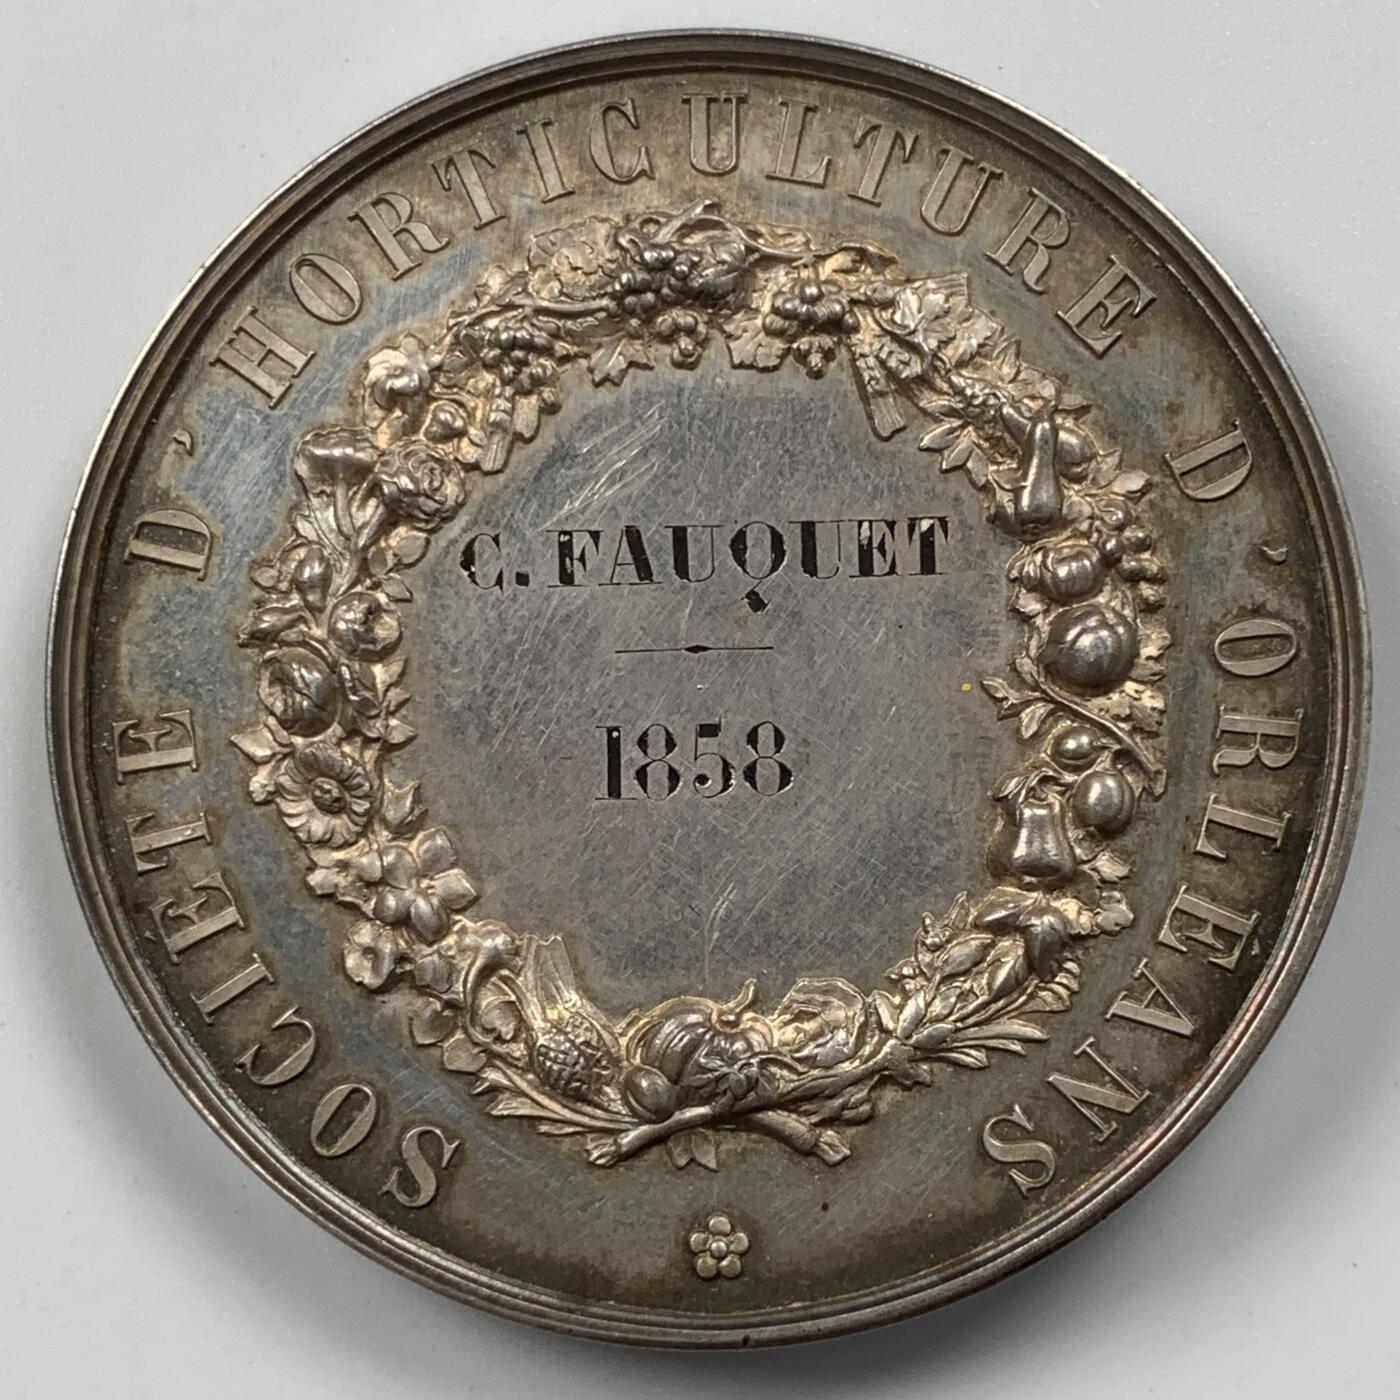 SOCIETE D'HORTICULTURE D'ORLEANS
C. FAUQUET
1858